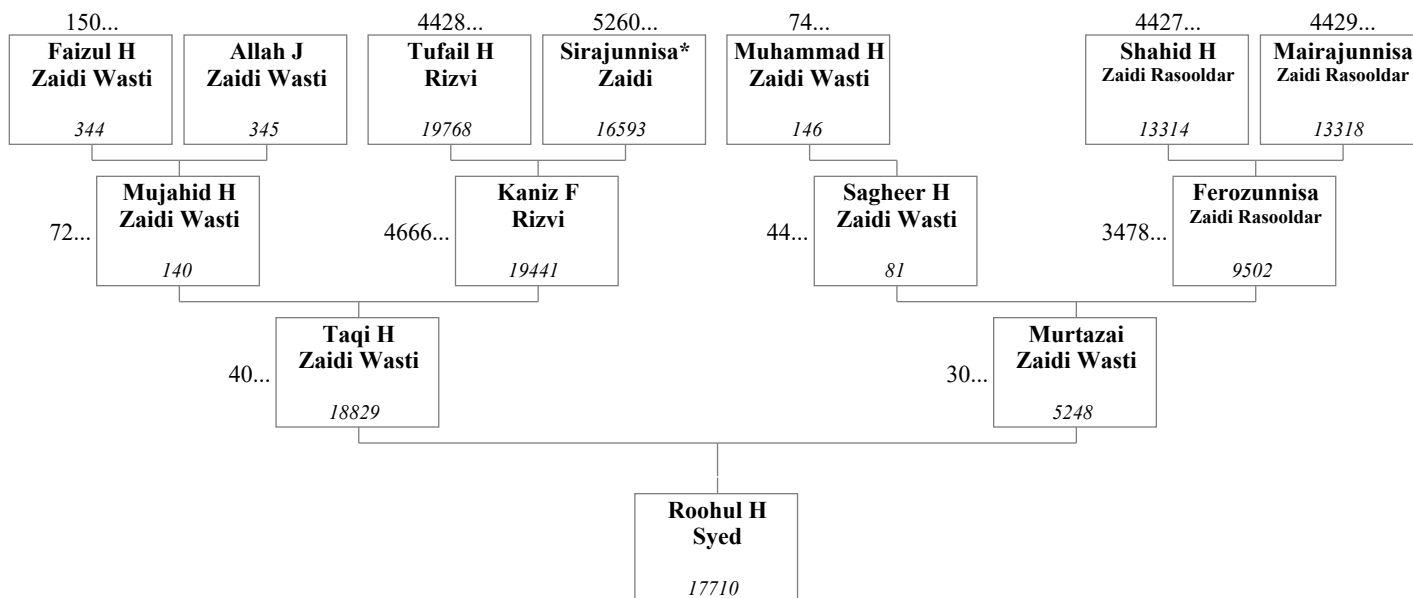 150...
4428...
5260...
74...
4427...
4429...
Faizul H
Zaidi Wasti
344
Allah J
Zaidi Wasti
345
Tufail H
Rizvi
19768
Sirajunnisa*
Zaidi
16593
Muhammad H
Zaidi Wasti
146
Shahid H
Zaidi Rasooldar
13314
Mairajunnisa
Zaidi Rasooldar
13318
72...
Mujahid H
Zaidi Wasti
140
4666...
Kaniz F
Rizvi
19441
44...
Sagheer H
Zaidi Wasti
81
3478...
Ferozunnisa
Zaidi Rasooldar
9502
40...
Taqi H
Zaidi Wasti
18829
30...
Murtazai
Zaidi Wasti
5248
Roohul H
Syed
17710